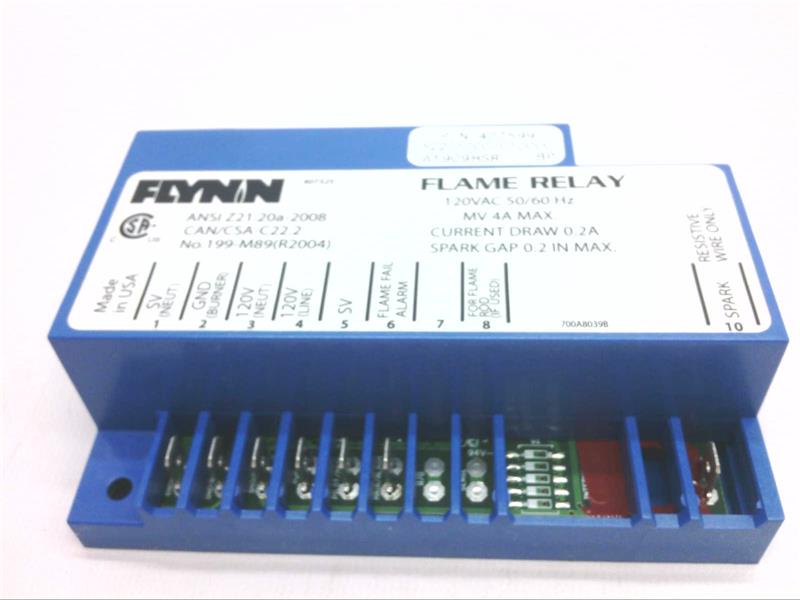 FLYNN
FLAME RELAY
ANSI Z21.20a-2008
CAN/CSA-C22.2
No.199-M89(R2004)
120VAC 50/60 Hz
MV 4A MAX
CURRENT DRAW 0.2A
SPARK GAP 0.2 IN MAX.
Made in USA
SV (NEUT)
1
GND (BURNER)
2
120V (NEUT)
3
120V (LINE)
4
SV
5
FLAME FAIL ALARM
6
7
FOR FLAME ROD (IF USED)
8
700A8039B
RESISTIVE WIRE ONLY
SPARK
10
94V-